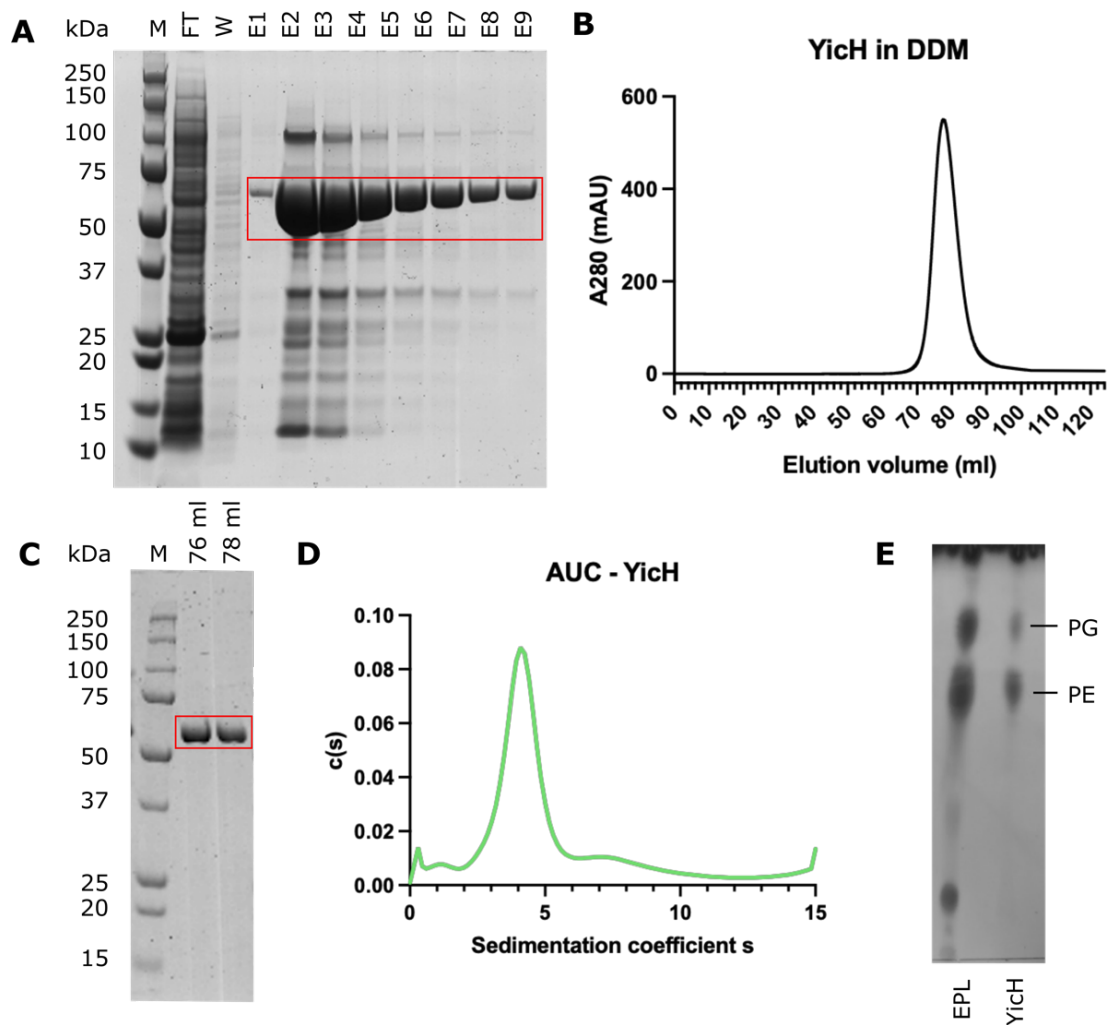 A
kDa
M
FT
W
E1
E2
E3
E4
E5
E6
E7
E8
E9
250
150
100
75
50
37
25
20
15
10
B
YicH in DDM
A280 (mAU)
600
400
200
0
0 10 20 30 40 50 60 70 80 90 100 110 120
Elution volume (ml)
C
kDa
M
76 ml
78 ml
250
150
100
75
50
37
25
20
15
D
AUC - YicH
c(s)
0.10
0.08
0.06
0.04
0.02
0.00
0 5 10 15
Sedimentation coefficient s
E
PG
PE
EPL
YicH